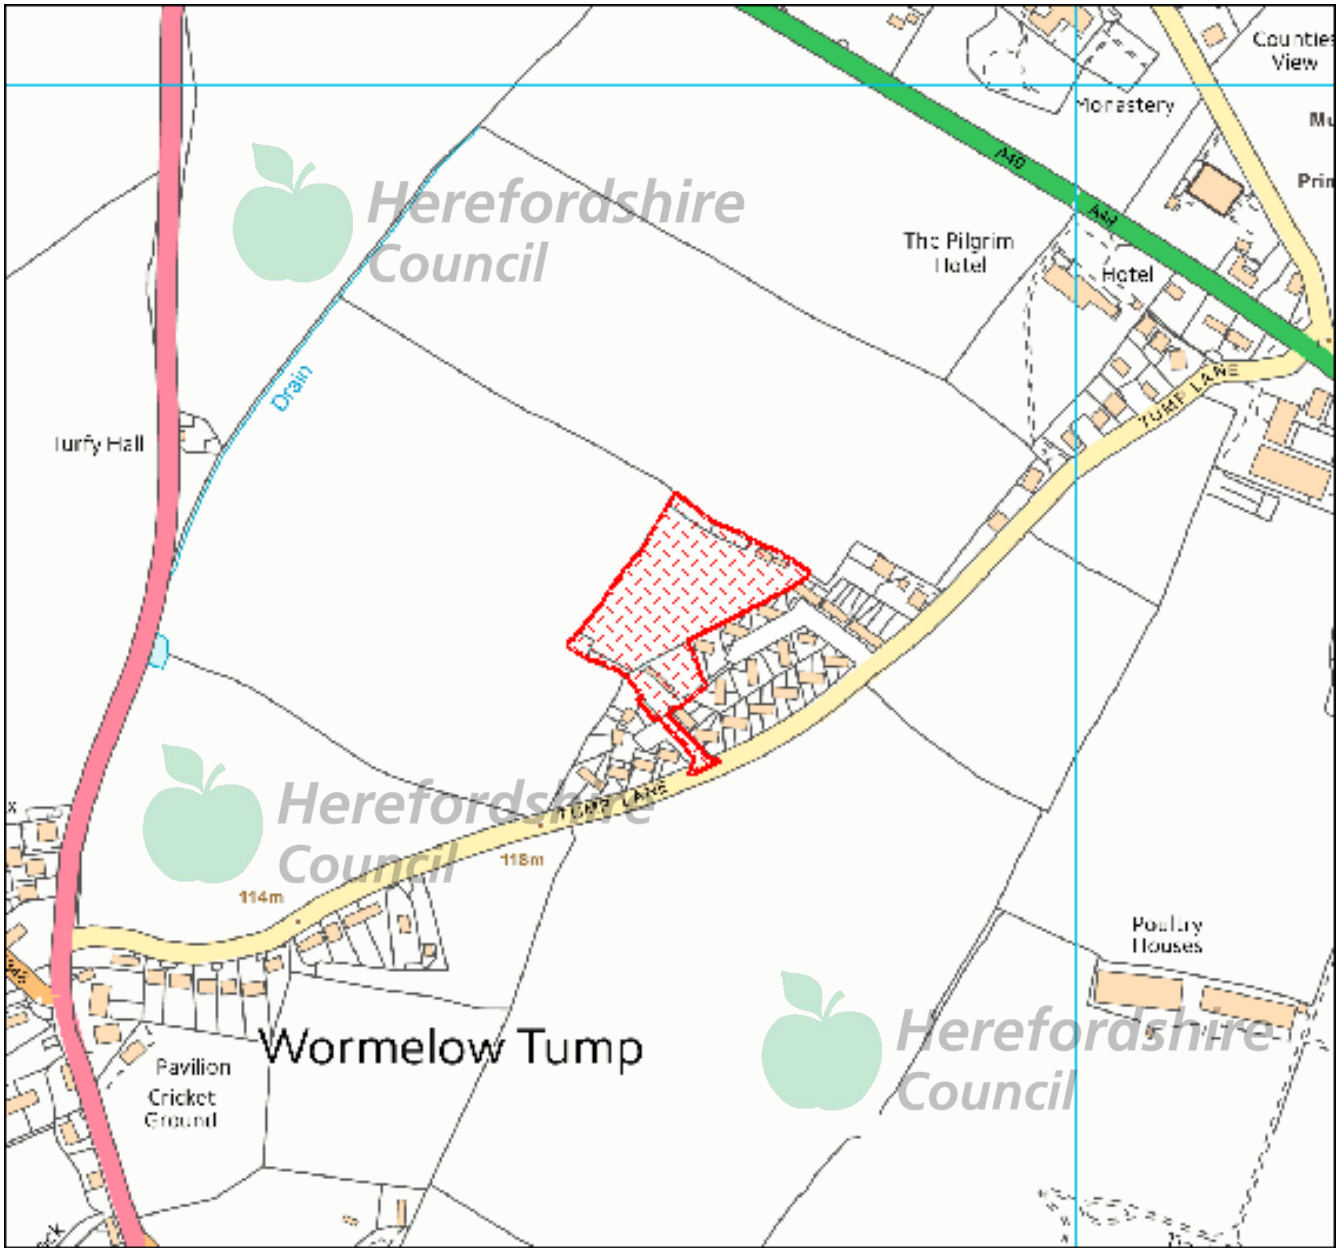 Counties
View
Monastery
A49
A49
Herefordshire
Council
The Pilgrim
Hotel
Hotel
TUMP LANE
Drain
Turfy Hall
Herefordshire
Council
TUMP LANE
118m
114m
Poultry
Houses
Herefordshire
Council
Wormelow Tump
Pavilion
Cricket
Ground